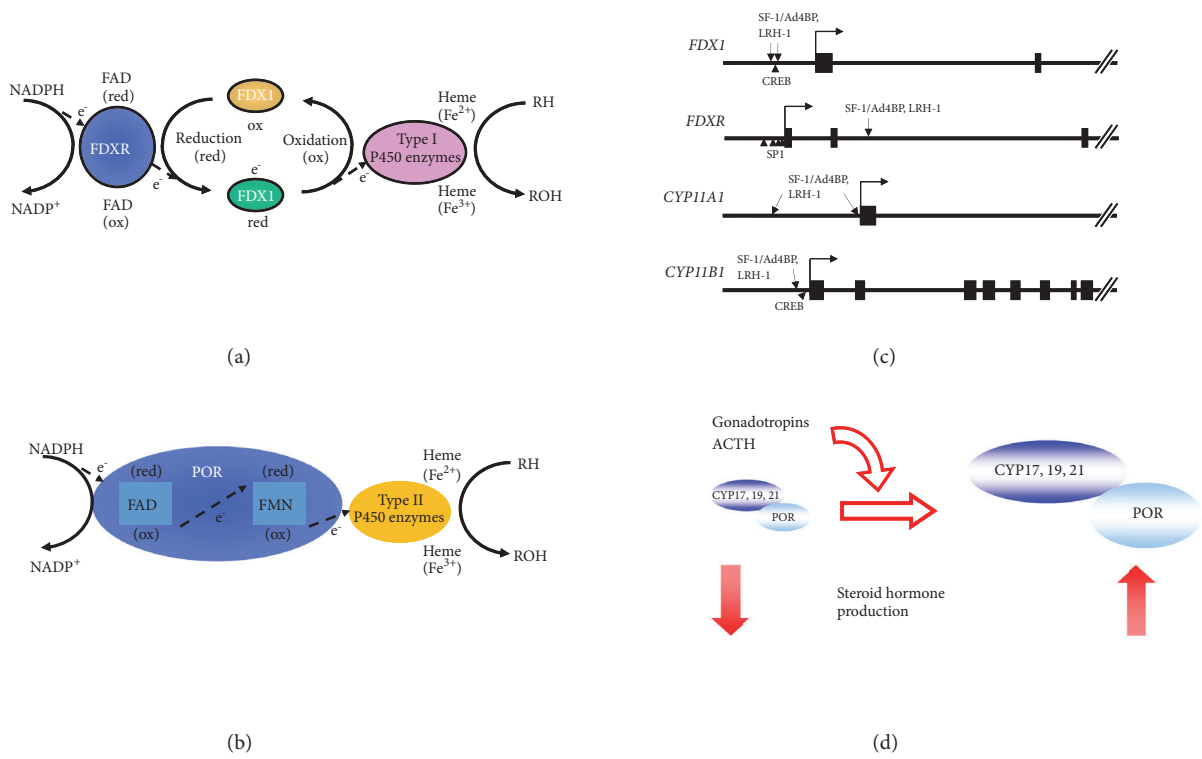 NADPH
FAD
(red)
e-
FDXR
NADP+
FAD
(ox)
e-
Reduction
(red)
FDX1
ox
e-
FDX1
red
Oxidation
(ox)
e-
Heme
(Fe2+)
Type I
P450 enzymes
Heme
(Fe3+)
RH
ROH
(a)
NADPH
e-
POR
(red)
FAD
(ox)
e-
(red)
FMN
(ox)
e-
NADP+
Heme
(Fe2+)
Type II
P450 enzymes
Heme
(Fe3+)
RH
ROH
(b)
SF-1/Ad4BP,
LRH-1
FDX1
CREB
SF-1/Ad4BP, LRH-1
FDXR
SP1
SF-1/Ad4BP,
LRH-1
CYP11A1
SF-1/Ad4BP,
LRH-1
CYP11B1
CREB
(c)
Gonadotropins
ACTH
CYP17, 19, 21
POR
CYP17, 19, 21
POR
Steroid hormone
production
(d)